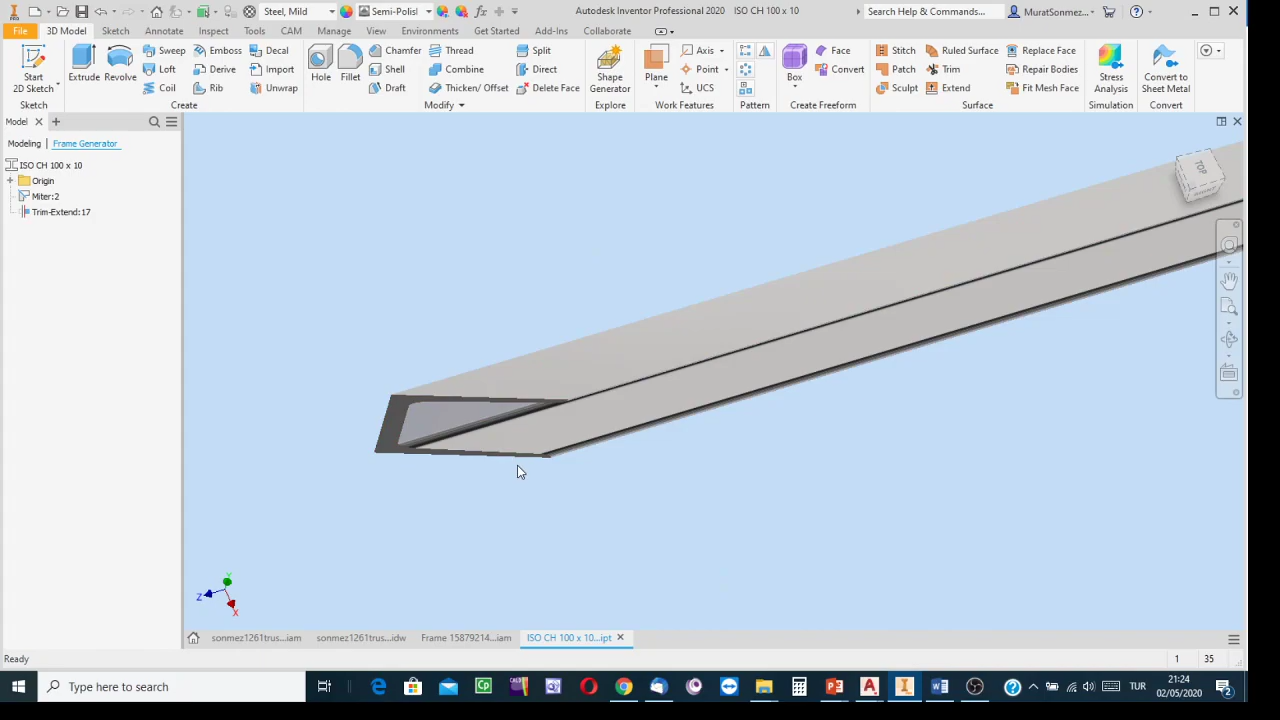 Steel, Mild
Semi-Polisl
Autodesk Inventor Professional 2020 ISO CH 100 x 10
Search Help & Commands...
MuratSonmez...
File
3D Model
Sketch
Annotate
Inspect
Tools
Manage
View
Environments
Get Started
Add-Ins
Collaborate
Start
2D Sketch
Sketch
Extrude
Revolve
Sweep
Loft
Coil
Emboss
Derive
Rib
Decal
Import
Unwrap
Create
Hole
Fillet
Chamfer
Shell
Draft
Thread
Combine
Thicken/ Offset
Split
Direct
Delete Face
Modify
Shape
Generator
Explore
Plane
Axis
Point
UCS
Work Features
Pattern
Box
Face
Convert
Create Freeform
Stitch
Patch
Sculpt
Ruled Surface
Trim
Extend
Replace Face
Repair Bodies
Fit Mesh Face
Surface
Stress
Analysis
Simulation
Convert to
Sheet Metal
Convert
Model
Modeling
Frame Generator
ISO CH 100 x 10
Origin
Miter:2
Trim-Extend:17
TOP
Y
Z
X
sonmez1261trus...iam
sonmez1261trus...idw
Frame 15879214...iam
ISO CH 100 x 10...ipt
Ready
1
35
Type here to search
TUR
21:24
02/05/2020
2